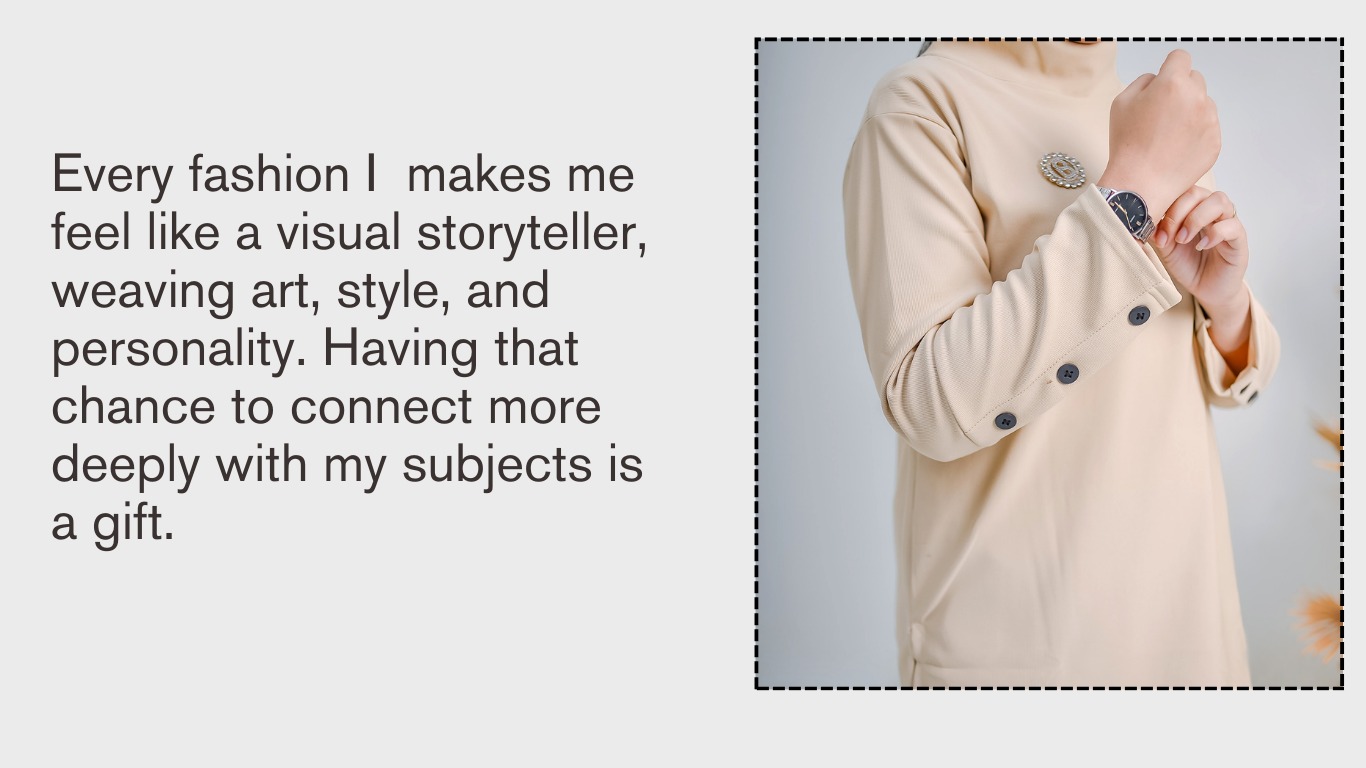 Every fashion I  makes me
feel like a visual storyteller,
weaving art, style, and
personality. Having that
chance to connect more
deeply with my subjects is
a gift.